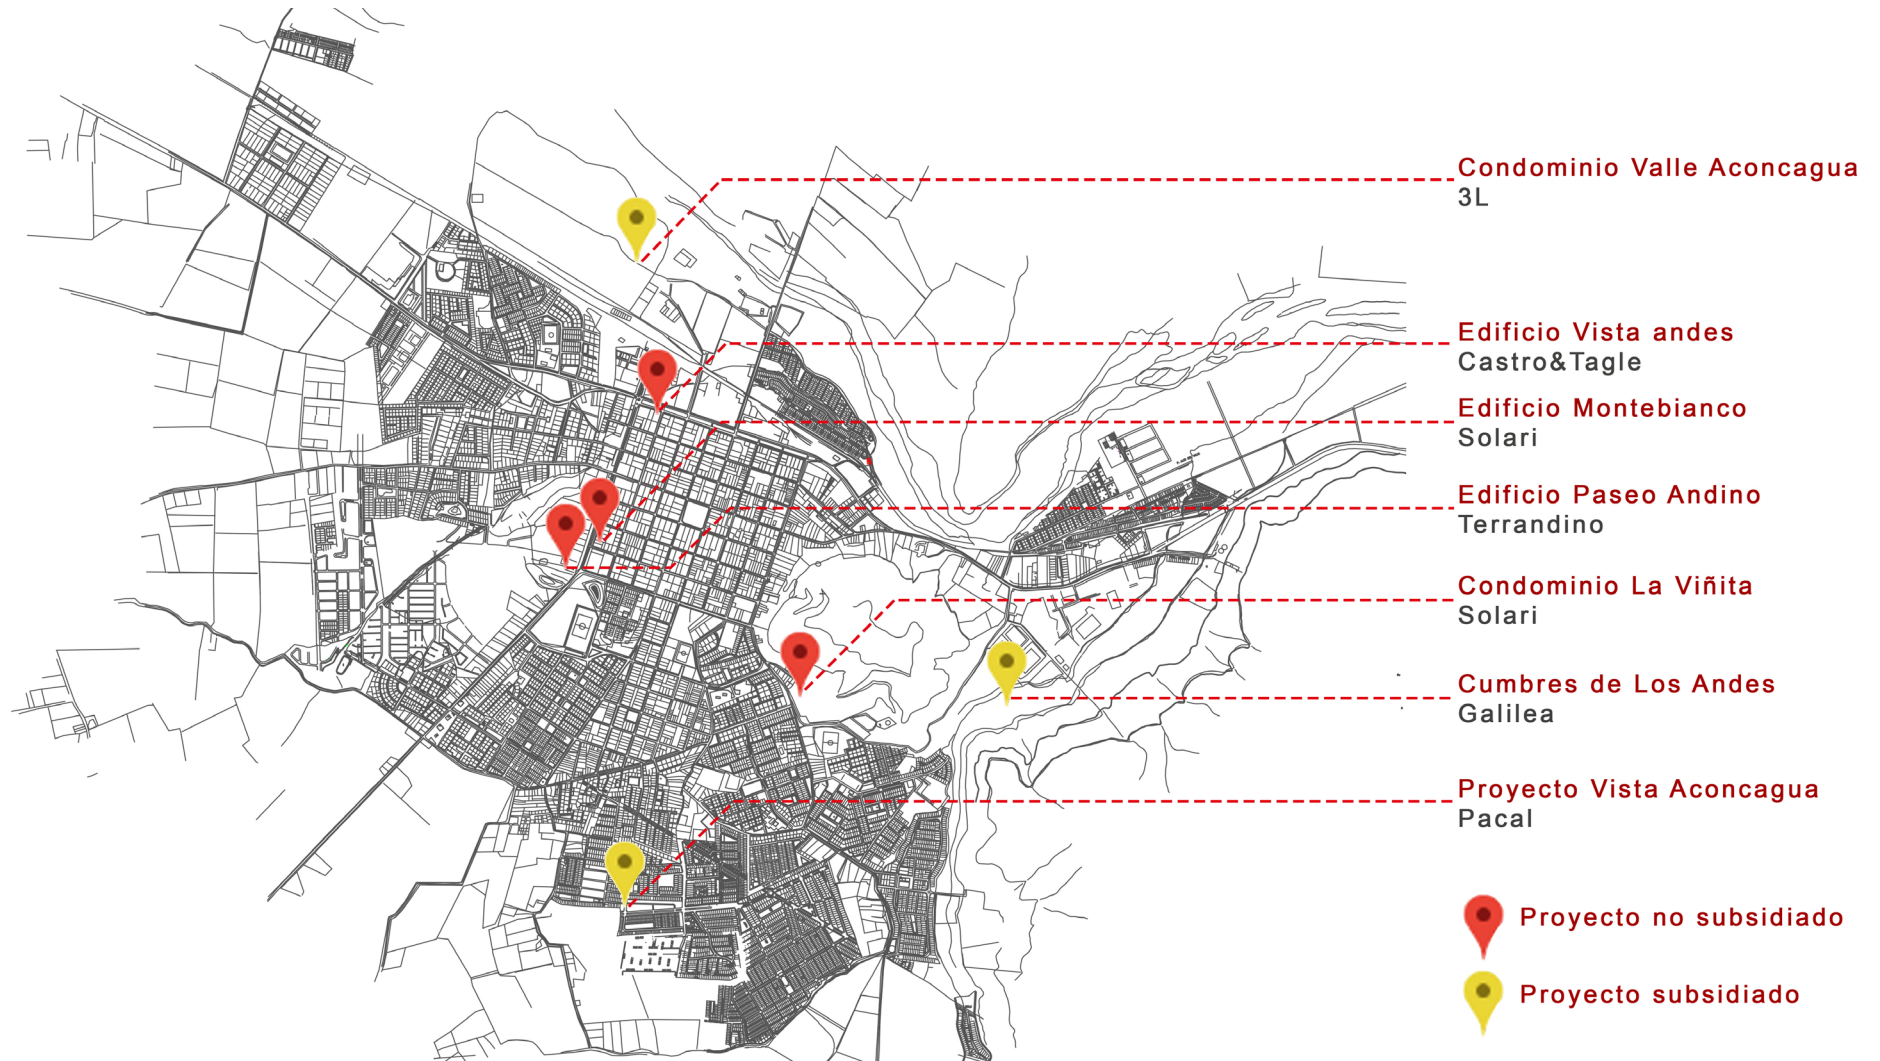 Condominio Valle Aconcagua
3L
Edificio Vista andes
Castro&Tagle
Edificio Montebianco
Solari
Edificio Paseo Andino
Terrandino
Condominio La Viñita
Solari
Cumbres de Los Andes
Galilea
Proyecto Vista Aconcagua
Pacal
Proyecto no subsidiado
Proyecto subsidiado